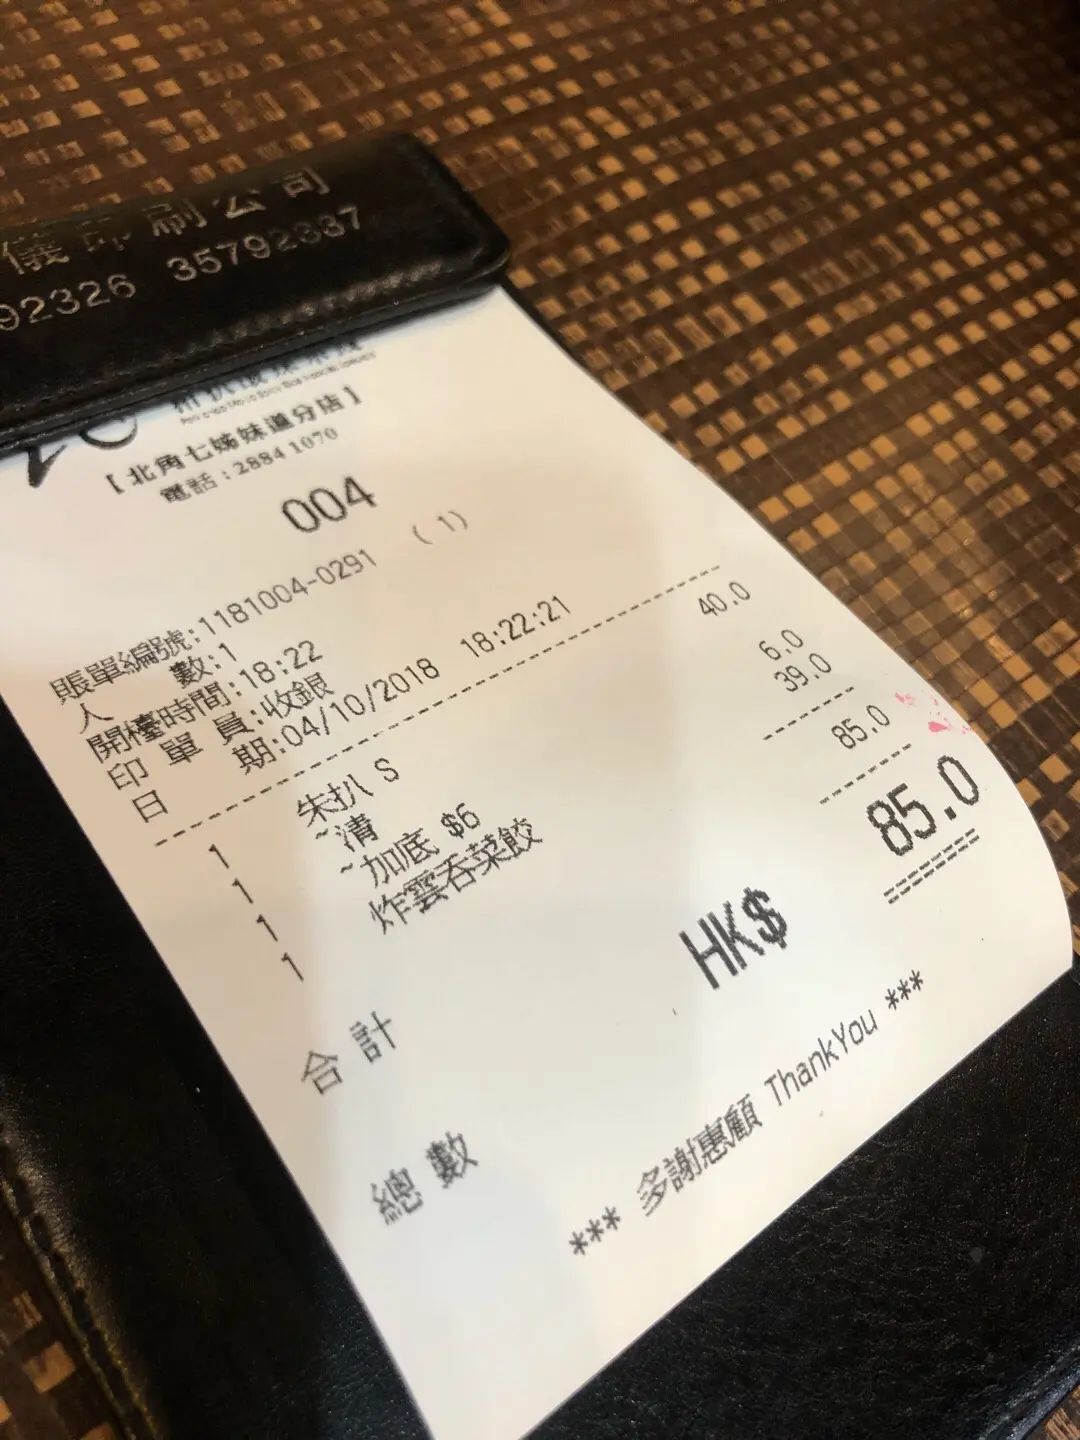 儀印刷公司
92326 35792337
【北角七姊妹道分店】
電話:2884 1070
004
賬單編號:1181004-0291 (1)
人 數:1
開檯時間:18:22
印單員:收銀
日 期:04/10/2018 18:22:21
1 朱扒 S 40.0
1 ~清
1 ~加底 $6 6.0
1 炸雲吞菜餃 39.0
合計 85.0
總數 HK$ 85.0
*** 多謝惠顧 ThankYou ***